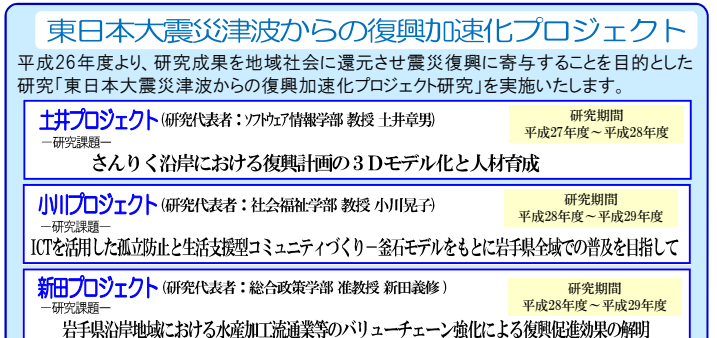 東日本大震災津波からの復興加速化プロジェクト
平成26年度より、研究成果を地域社会に還元させ震災復興に寄与することを目的とした
研究「東日本大震災津波からの復興加速化プロジェクト研究」を実施いたします。
土井プロジェクト(研究代表者：ソフトウェア情報学部 教授 土井章男)
研究期間
平成27年度～平成28年度
－研究課題－
さんりく沿岸における復興計画の３Ｄモデル化と人材育成
小川プロジェクト(研究代表者：社会福祉学部 教授 小川晃子)
研究期間
平成28年度～平成29年度
－研究課題－
ICTを活用した孤立防止と生活支援型コミュニティづくり－釜石モデルをもとに岩手県全域での普及を目指して
新田プロジェクト(研究代表者：総合政策学部 准教授 新田義修)
研究期間
平成28年度～平成29年度
－研究課題－
岩手県沿岸地域における水産加工流通業等のバリューチェーン強化による復興促進効果の解明